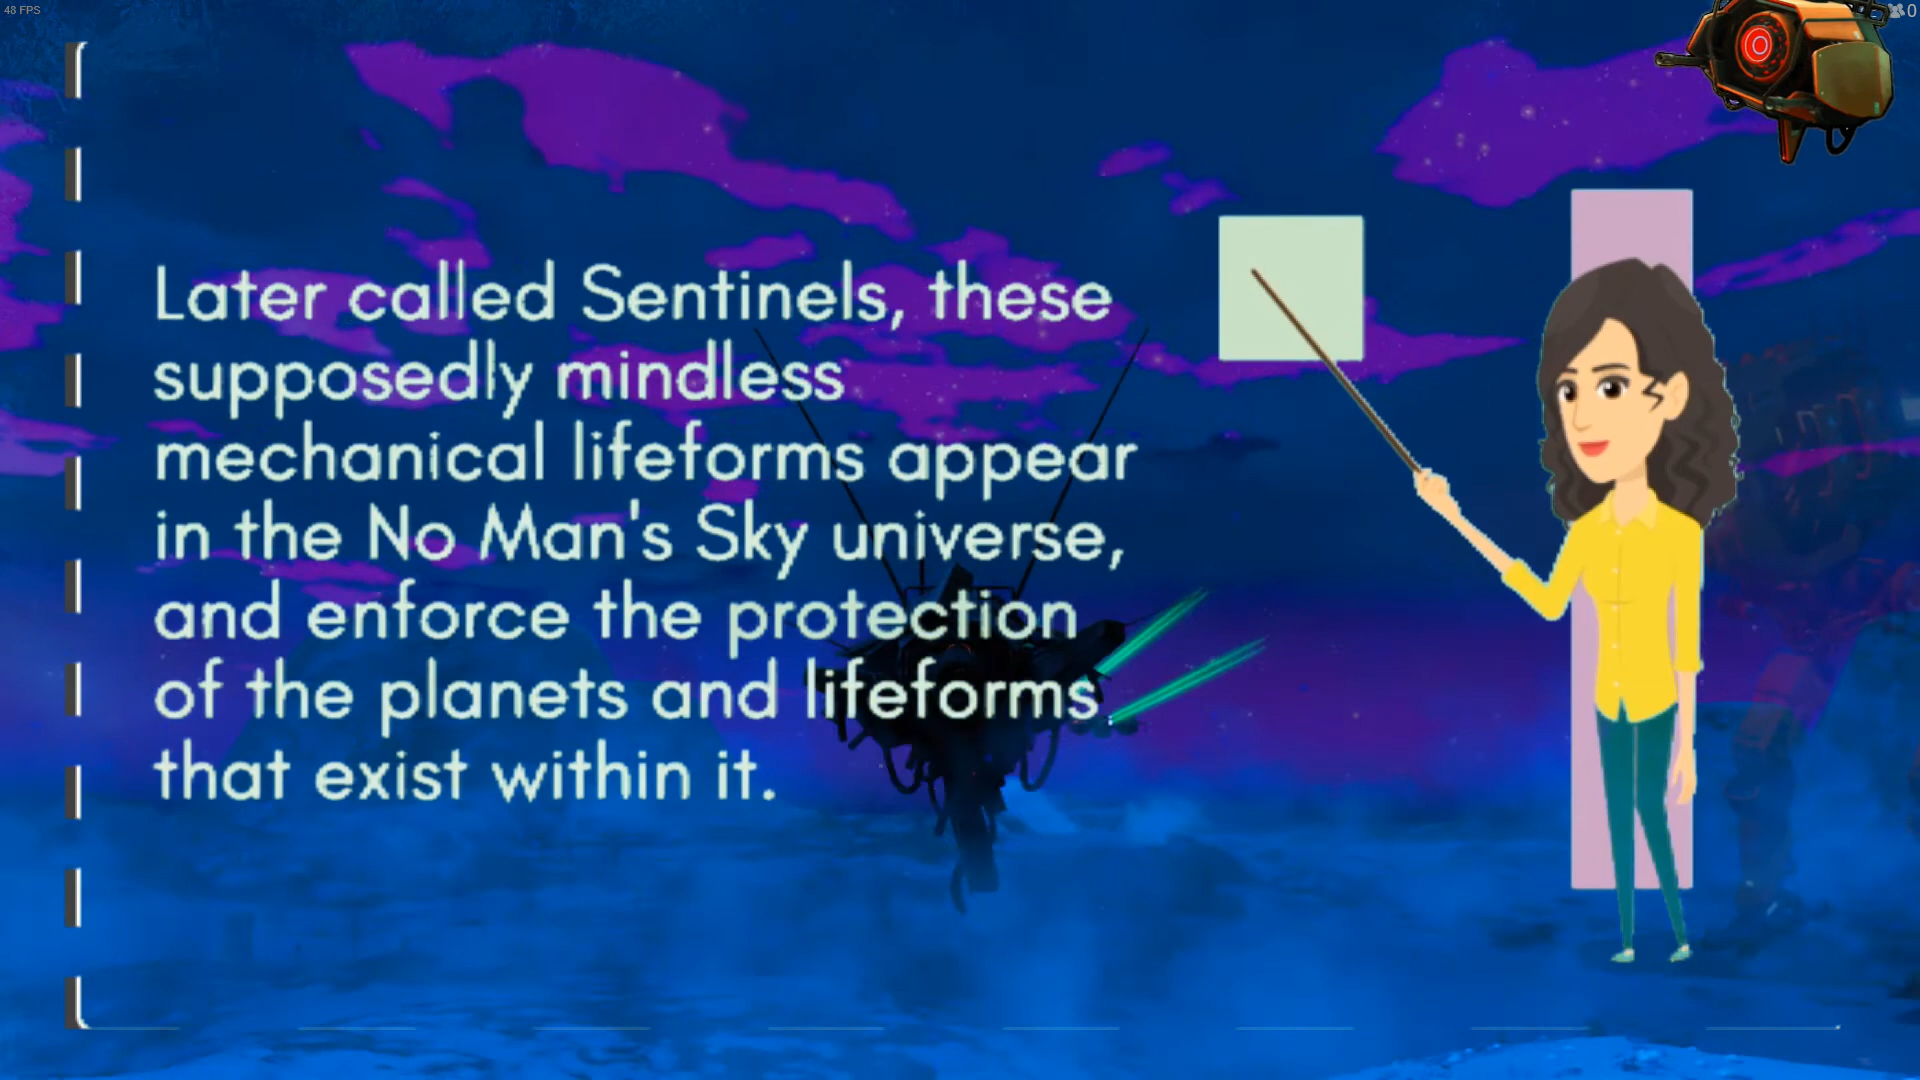 48 FPS
0
Later called Sentinels, these
supposedly mindless
mechanical lifeforms appear
in the No Man's Sky universe,
and enforce the protection
of the planets and lifeforms
that exist within it.